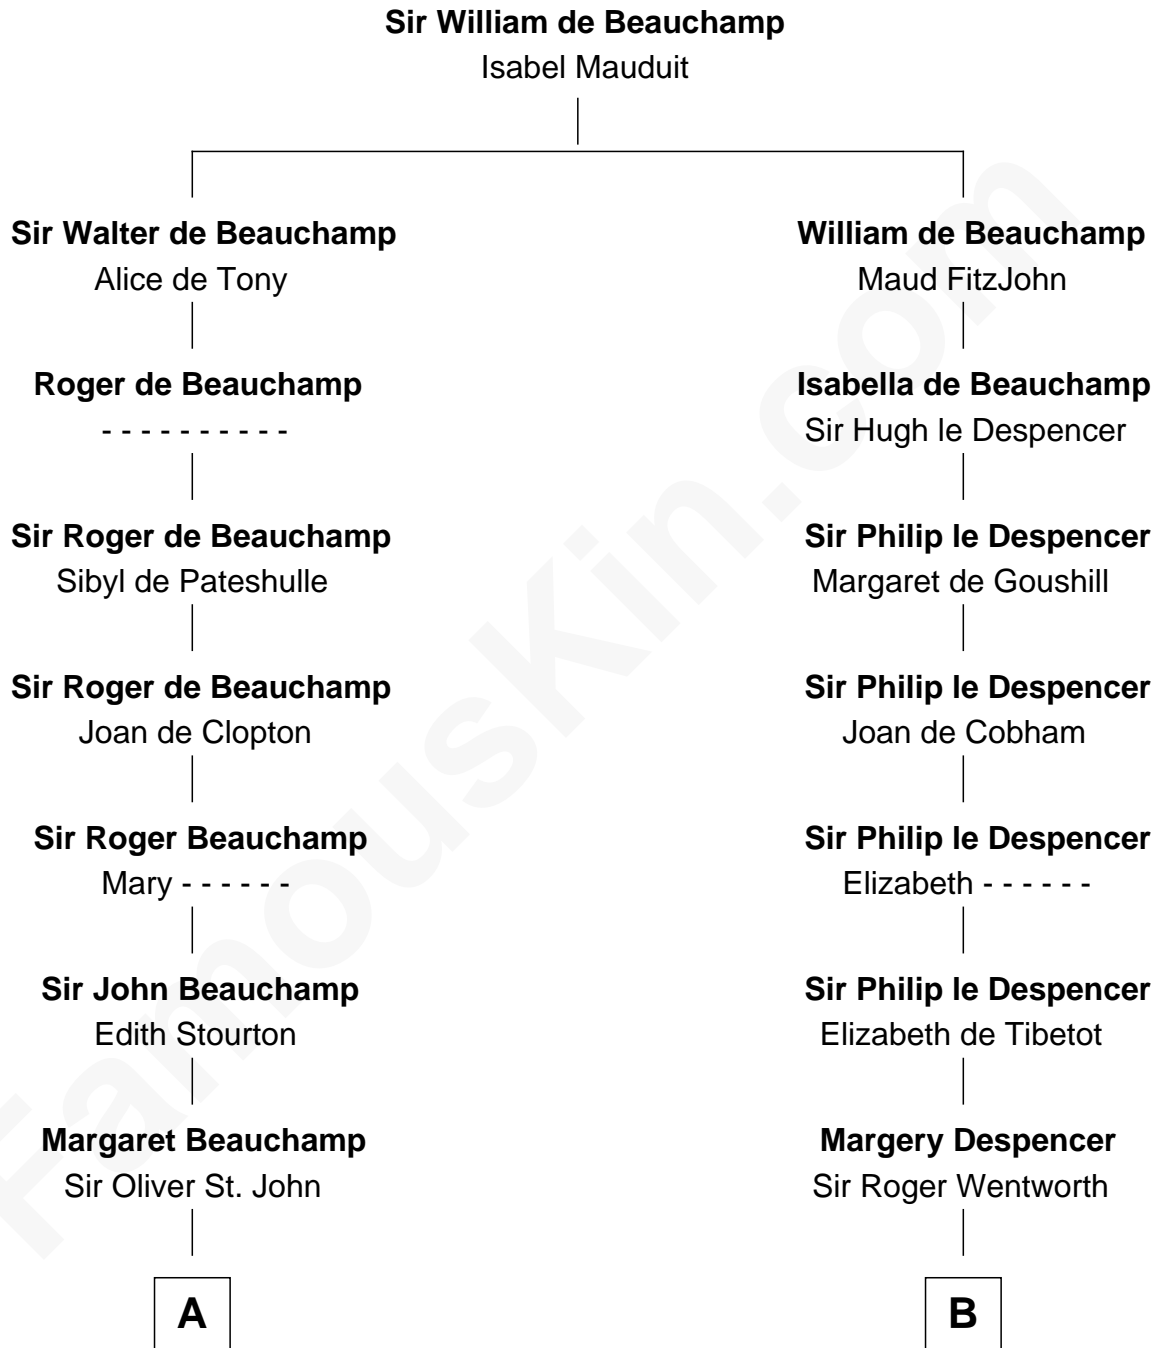 Sir William de Beauchamp
Isabel Mauduit
Sir Walter de Beauchamp
Alice de Tony
William de Beauchamp
Maud FitzJohn
Roger de Beauchamp
- - - - - - - - - -
Isabella de Beauchamp
Sir Hugh le Despencer
Sir Roger de Beauchamp
Sibyl de Pateshulle
Sir Philip le Despencer
Margaret de Goushill
Sir Roger de Beauchamp
Joan de Clopton
Sir Philip le Despencer
Joan de Cobham
Sir Roger Beauchamp
Mary - - - - - -
Sir Philip le Despencer
Elizabeth - - - - - -
Sir John Beauchamp
Edith Stourton
Sir Philip le Despencer
Elizabeth de Tibetot
Margaret Beauchamp
Sir Oliver St. John
Margery Despencer
Sir Roger Wentworth
A
B
FamousKin.com